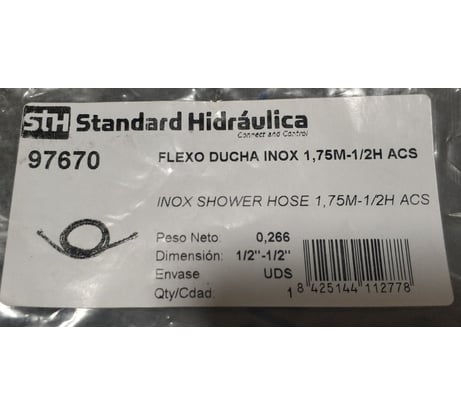 STH Standard Hidráulica
Connect and Control
97670
FLEXO DUCHA INOX 1,75M-1/2H ACS
INOX SHOWER HOSE 1,75M-1/2H ACS
Peso Neto: 0,266
Dimensión: 1/2"-1/2"
Envase UDS
Qty/Cdad. 1
8 425144 112778